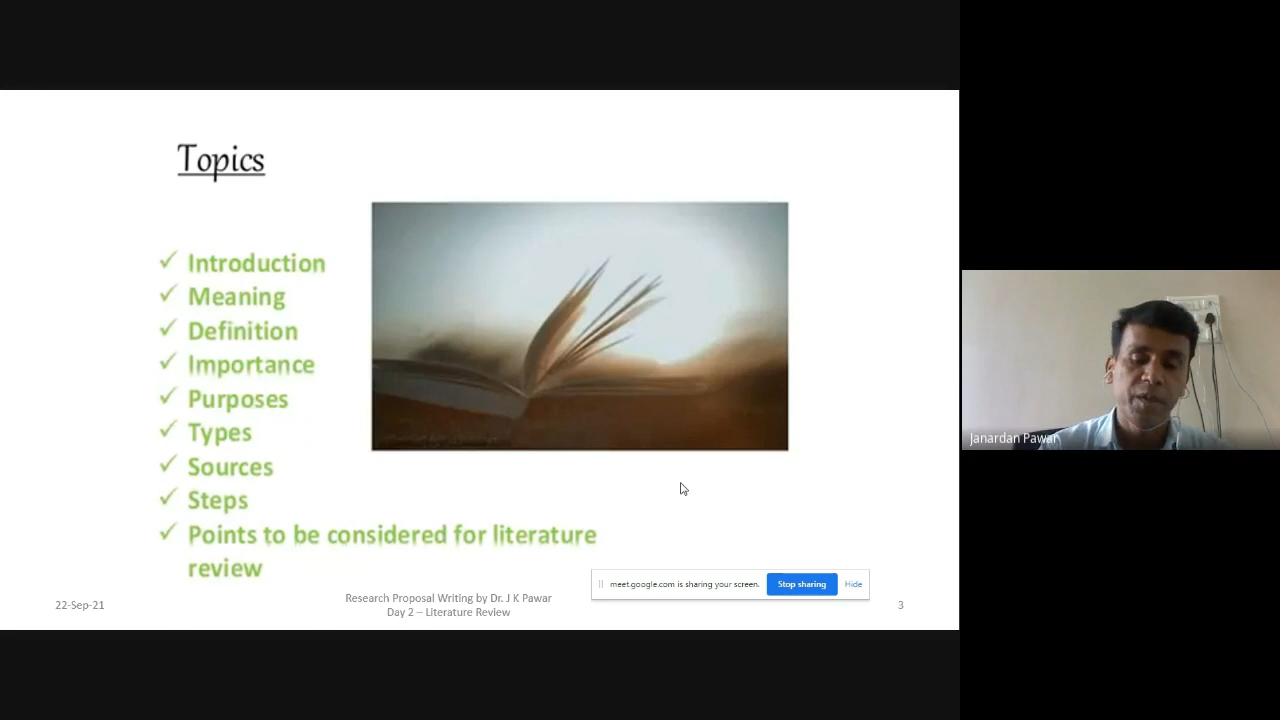 Topics
✓ Introduction
✓ Meaning
✓ Definition
✓ Importance
✓ Purposes
✓ Types
✓ Sources
✓ Steps
✓ Points to be considered for literature
review
meet.google.com is sharing your screen.
Stop sharing
Hide
22-Sep-21
Research Proposal Writing by Dr. J K Pawar
Day 2 – Literature Review
3
Janardan Pawar